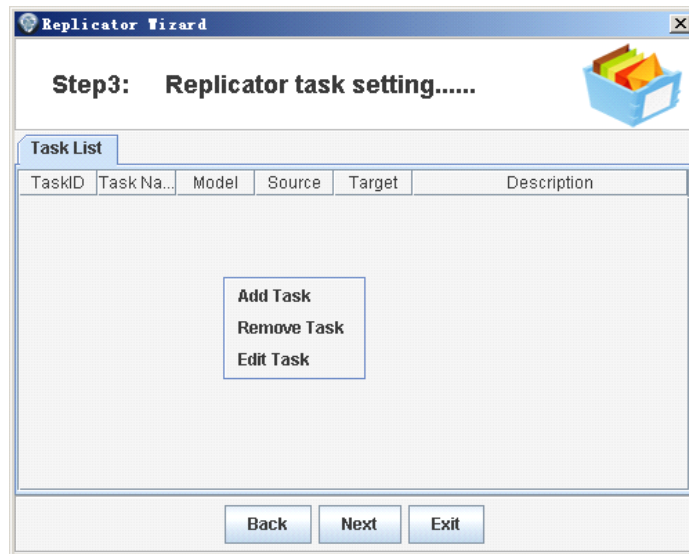 Replicator Wizard
Step3: Replicator task setting......
Task List
TaskID Task Na... Model Source Target Description
Add Task
Remove Task
Edit Task
Back Next Exit